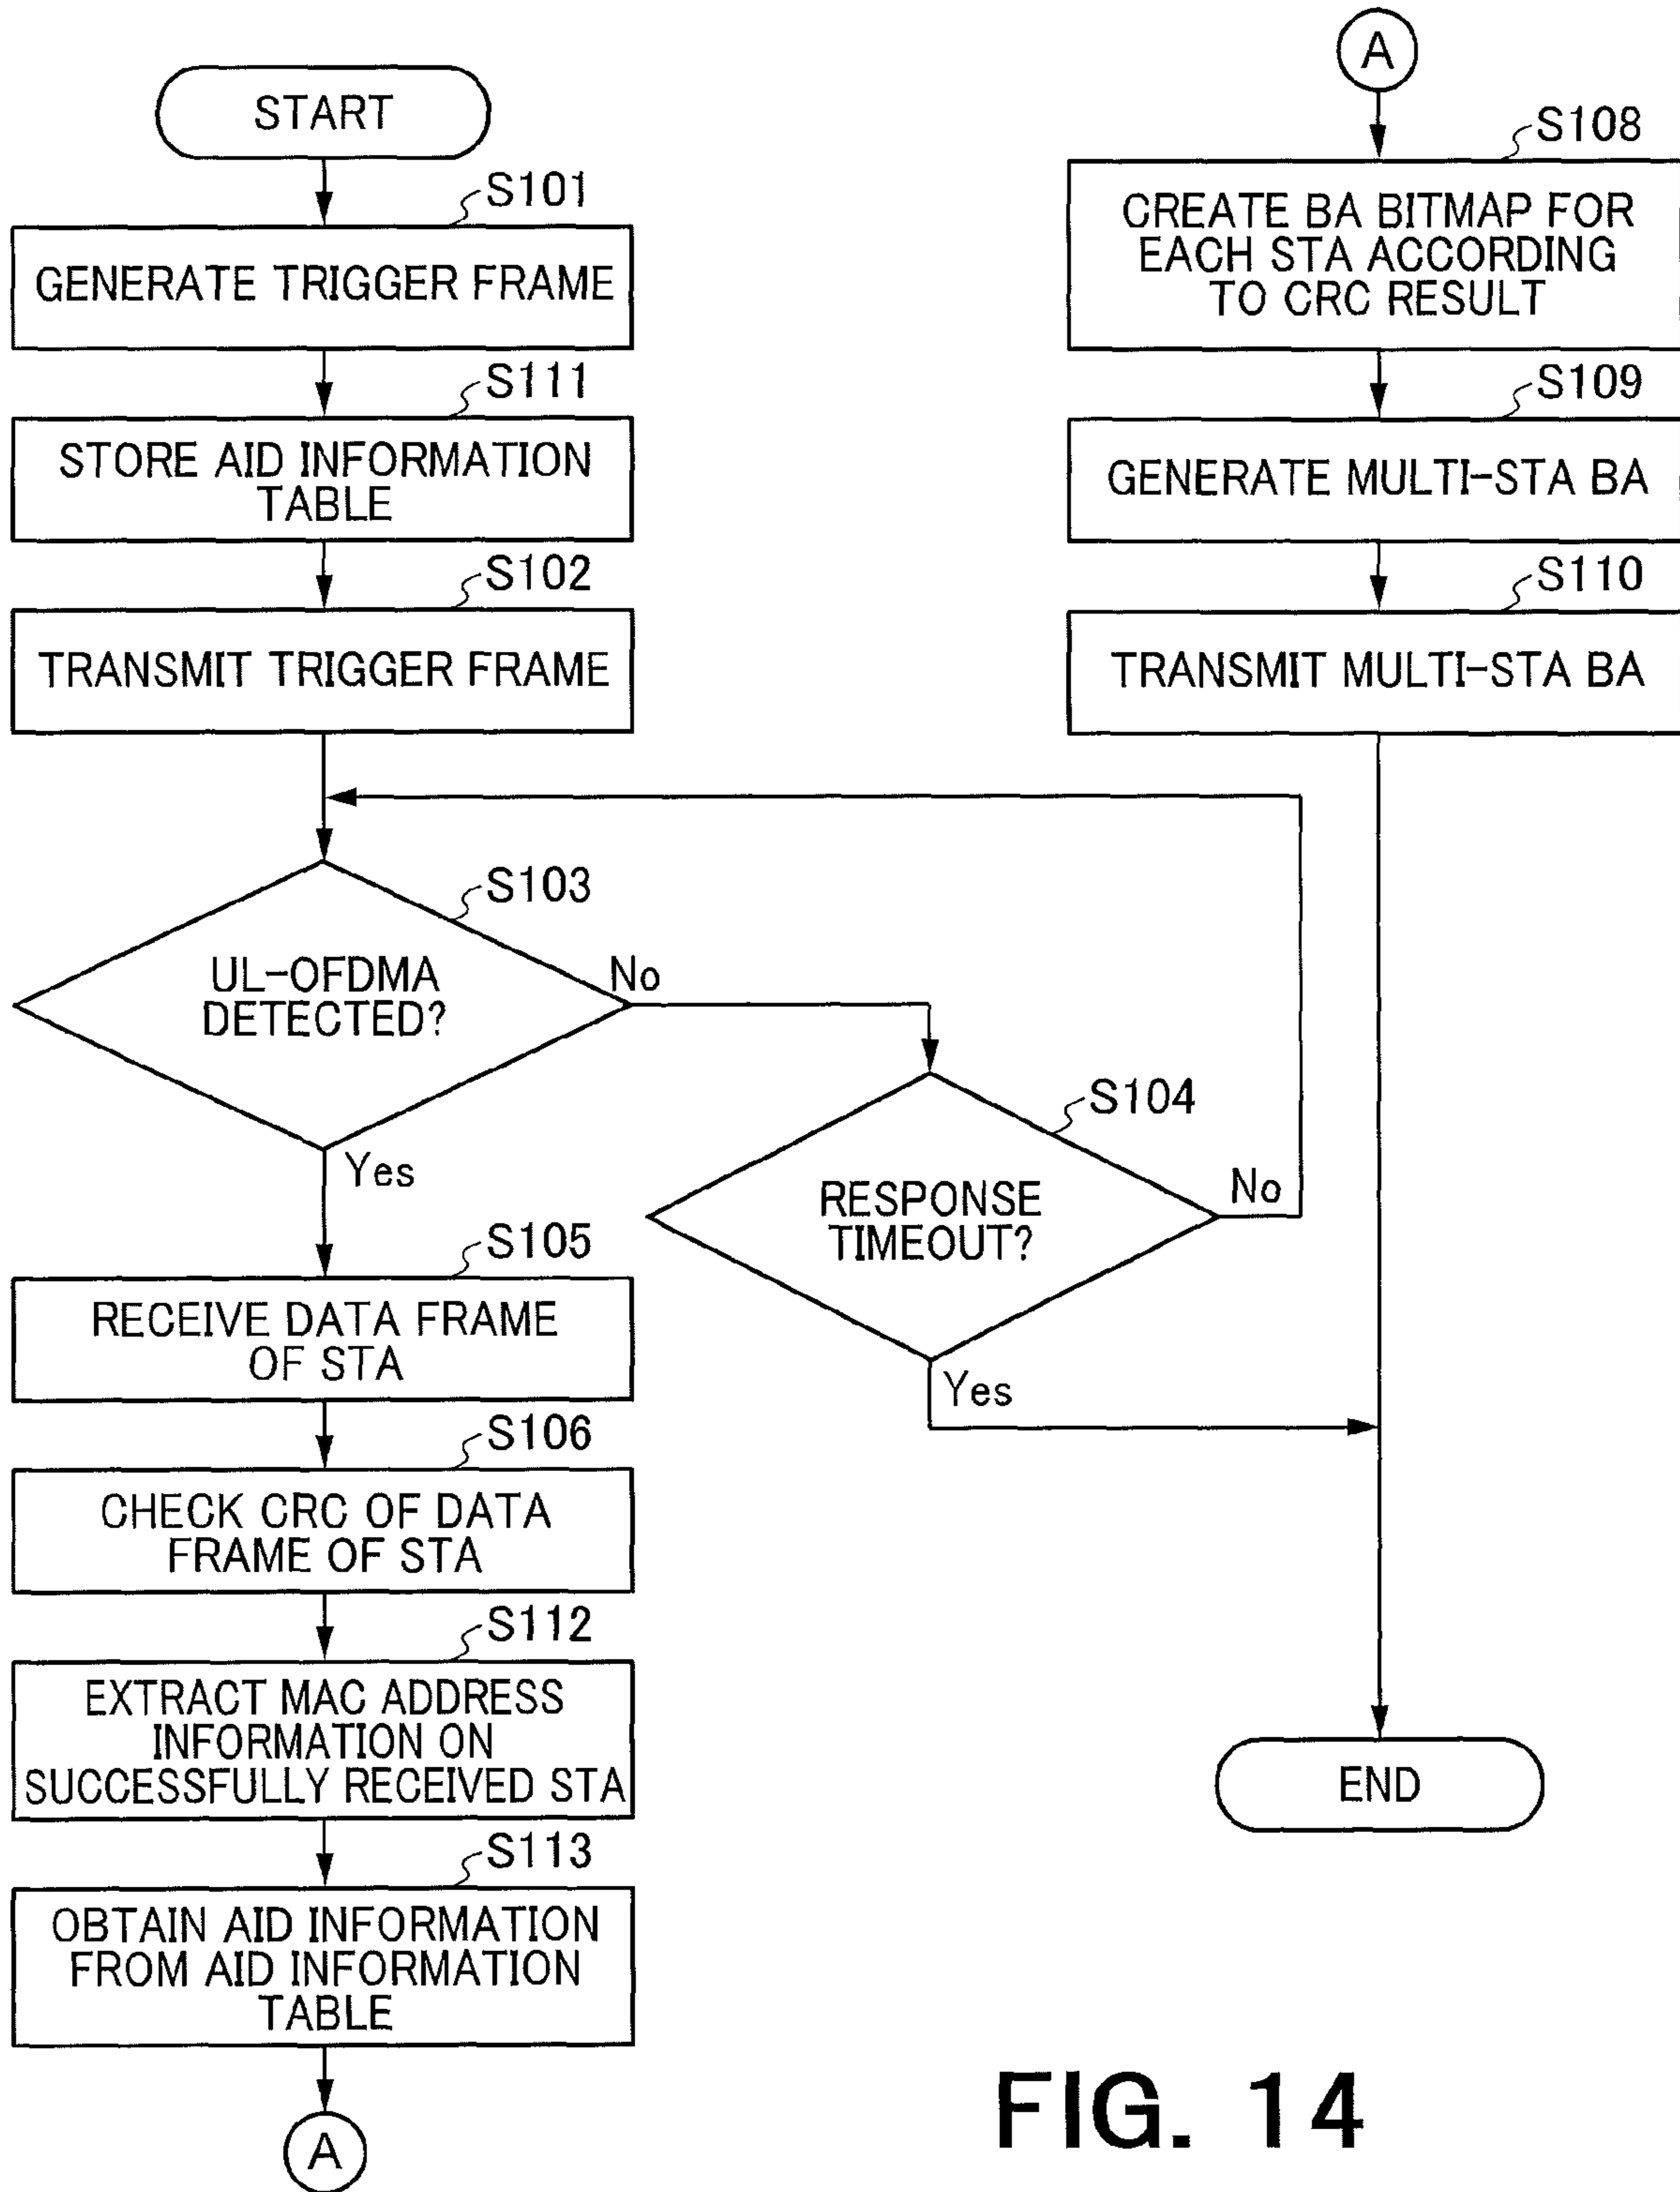 START
S101
GENERATE TRIGGER FRAME
S111
STORE AID INFORMATION
TABLE
S102
TRANSMIT TRIGGER FRAME
S103
UL-OFDMA
DETECTED?
No
Yes
S104
RESPONSE
TIMEOUT?
No
Yes
S105
RECEIVE DATA FRAME
OF STA
S106
CHECK CRC OF DATA
FRAME OF STA
S112
EXTRACT MAC ADDRESS
INFORMATION ON
SUCCESSFULLY RECEIVED STA
S113
OBTAIN AID INFORMATION
FROM AID INFORMATION
TABLE
A
A
S108
CREATE BA BITMAP FOR
EACH STA ACCORDING
TO CRC RESULT
S109
GENERATE MULTI-STA BA
S110
TRANSMIT MULTI-STA BA
END
FIG. 14